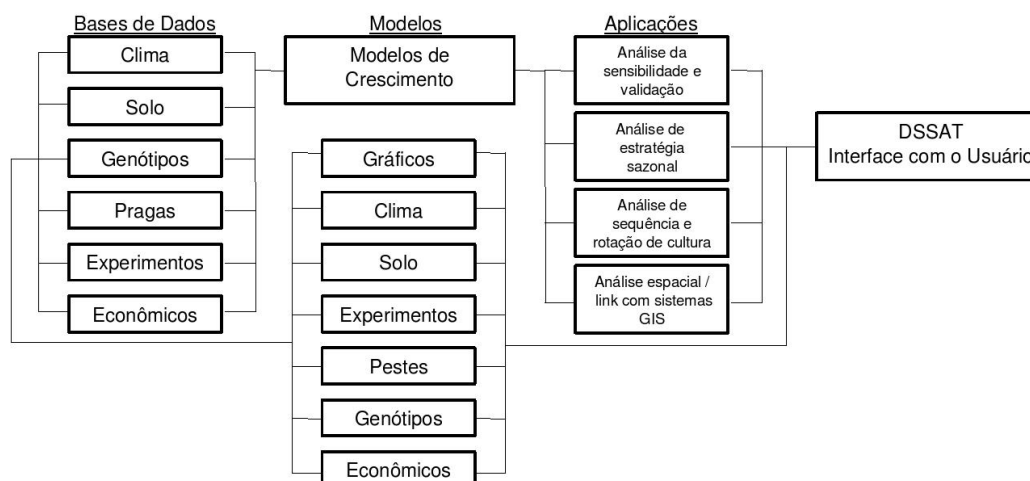 Bases de Dados
Clima
Solo
Genótipos
Pragas
Experimentos
Econômicos
Modelos
Modelos de
Crescimento
Gráficos
Clima
Solo
Experimentos
Pestes
Genótipos
Econômicos
Aplicações
Análise da
sensibilidade e
validação
Análise de
estratégia
sazonal
Análise de
sequência e
rotação de cultura
Análise espacial /
link com sistemas
GIS
DSSAT
Interface com o Usuário